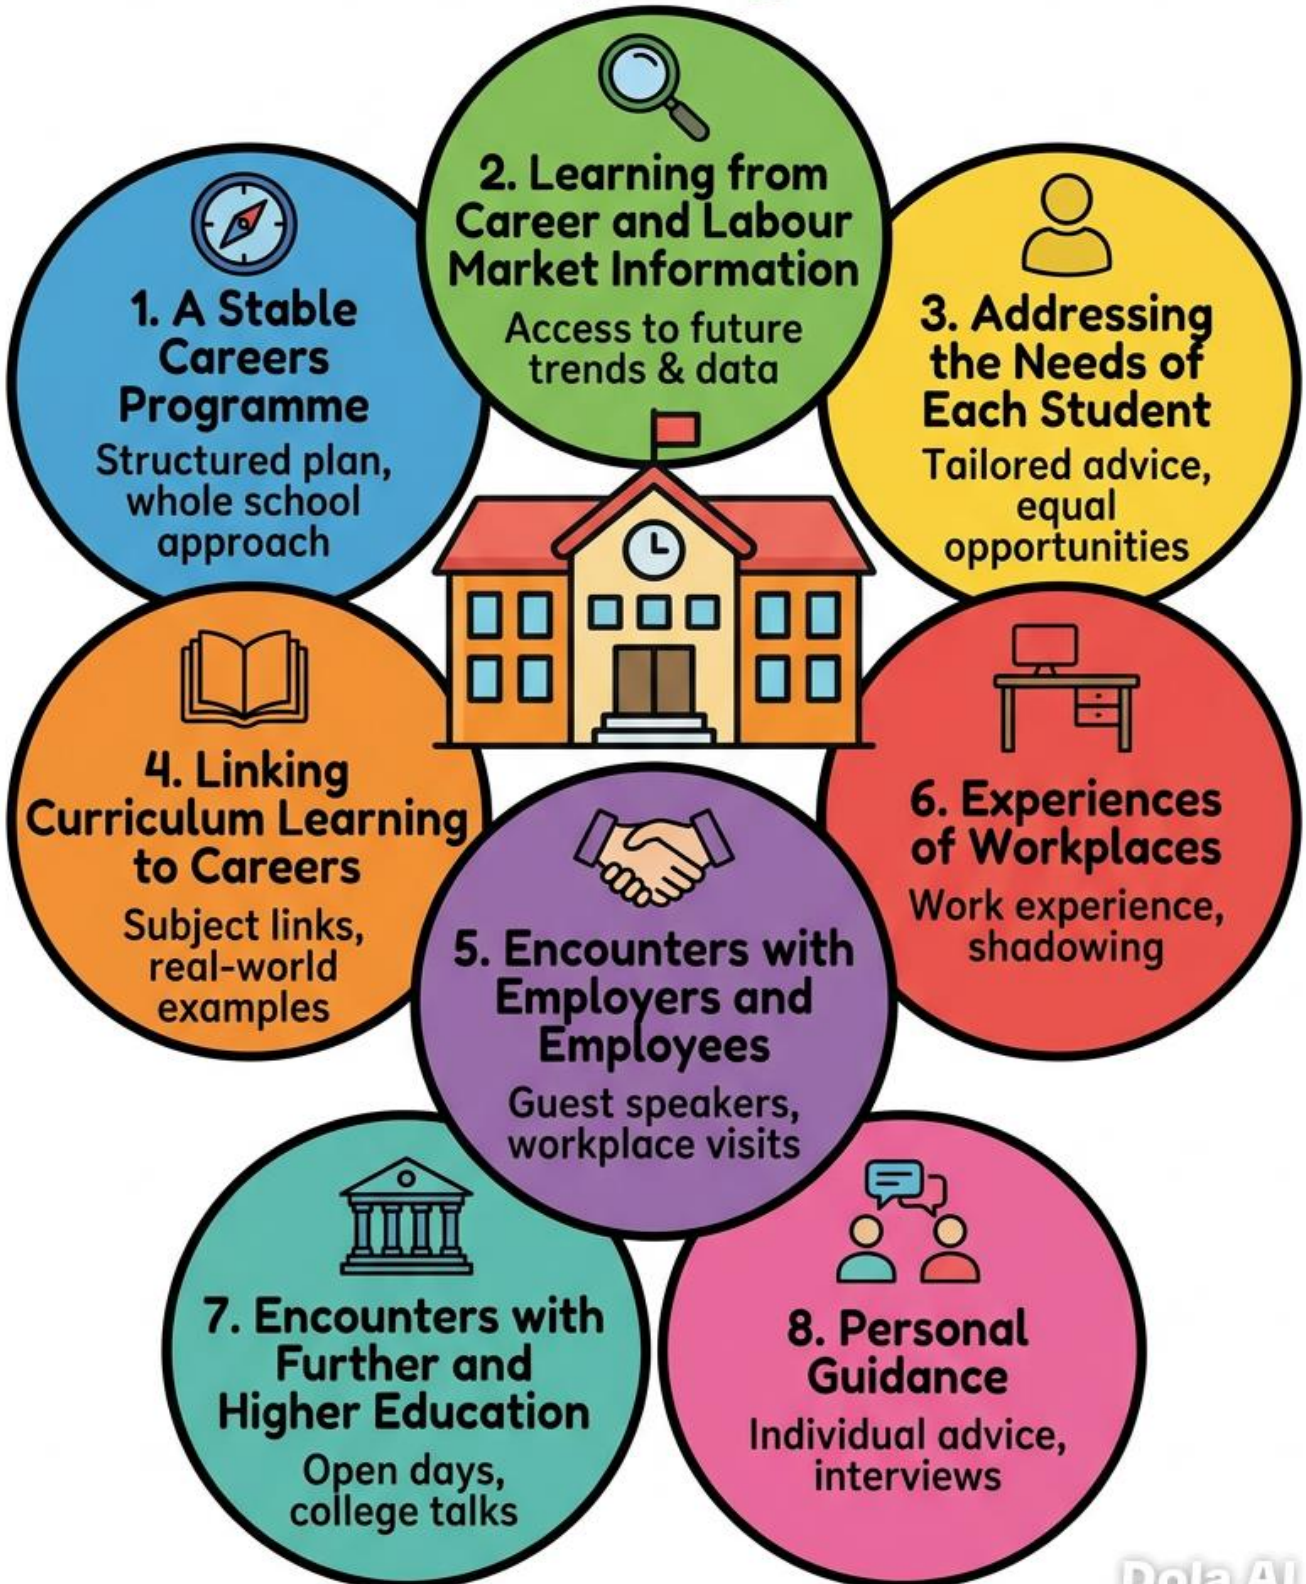 1. A Stable
Careers
Programme
Structured plan,
whole school
approach
2. Learning from
Career and Labour
Market Information
Access to future
trends & data
3. Addressing
the Needs of
Each Student
Tailored advice,
equal
opportunities
4. Linking
Curriculum Learning
to Careers
Subject links,
real-world
examples
5. Encounters with
Employers and
Employees
Guest speakers,
workplace visits
6. Experiences
of Workplaces
Work experience,
shadowing
7. Encounters with
Further and
Higher Education
Open days,
college talks
8. Personal
Guidance
Individual advice,
interviews
Dola AI